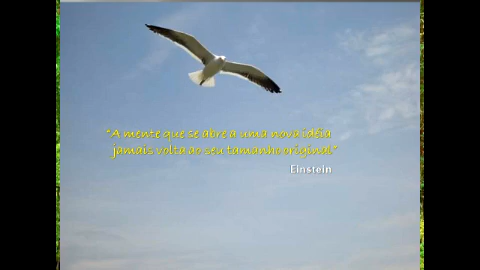 "A mente que se abre a uma nova idéia
jamais volta ao seu tamanho original"
Einstein